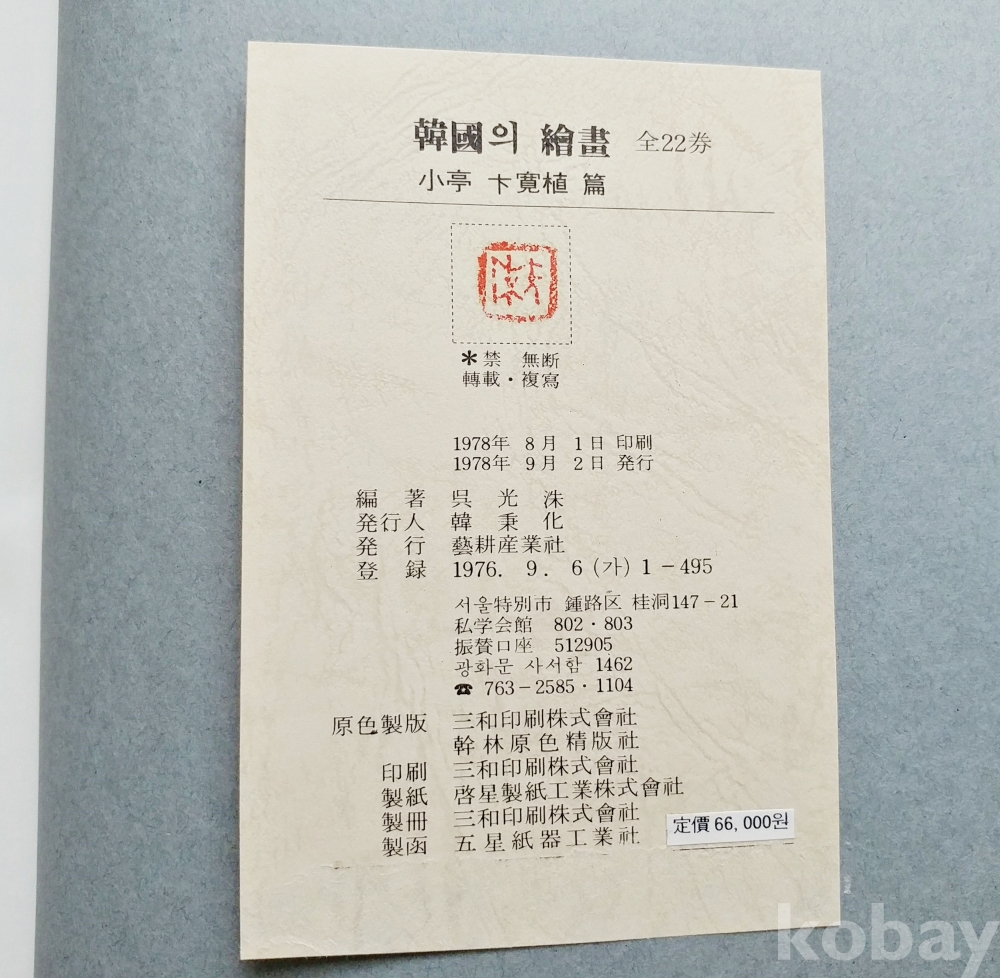 韓國의 繪畫 全22券
小亭 卞寬植 篇
*禁 無断
轉載·複寫
1978年 8月 1日 印刷
1978年 9月 2日 発行
編著 呉光洙
発行人 韓秉化
発行 藝耕産業社
登録 1976. 9. 6 (가) 1-495
서울特別市 鍾路区 桂洞147-21
私学会館 802·803
振賛口座 512905
광화문 사서함 1462
☎ 763-2585·1104
原色製版 三和印刷株式會社
幹林原色精版社
印刷 三和印刷株式會社
製紙 啓星製紙工業株式會社
製冊 三和印刷株式會社
製函 五星紙器工業社
定價 66,000원
kobay